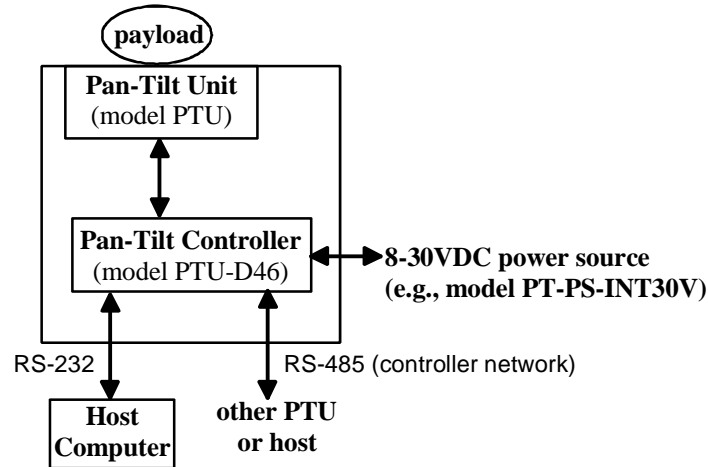 payload
Pan-Tilt Unit
(model PTU)
Pan-Tilt Controller
(model PTU-D46)
8-30VDC power source
(e.g., model PT-PS-INT30V)
RS-232
RS-485 (controller network)
Host
Computer
other PTU
or host